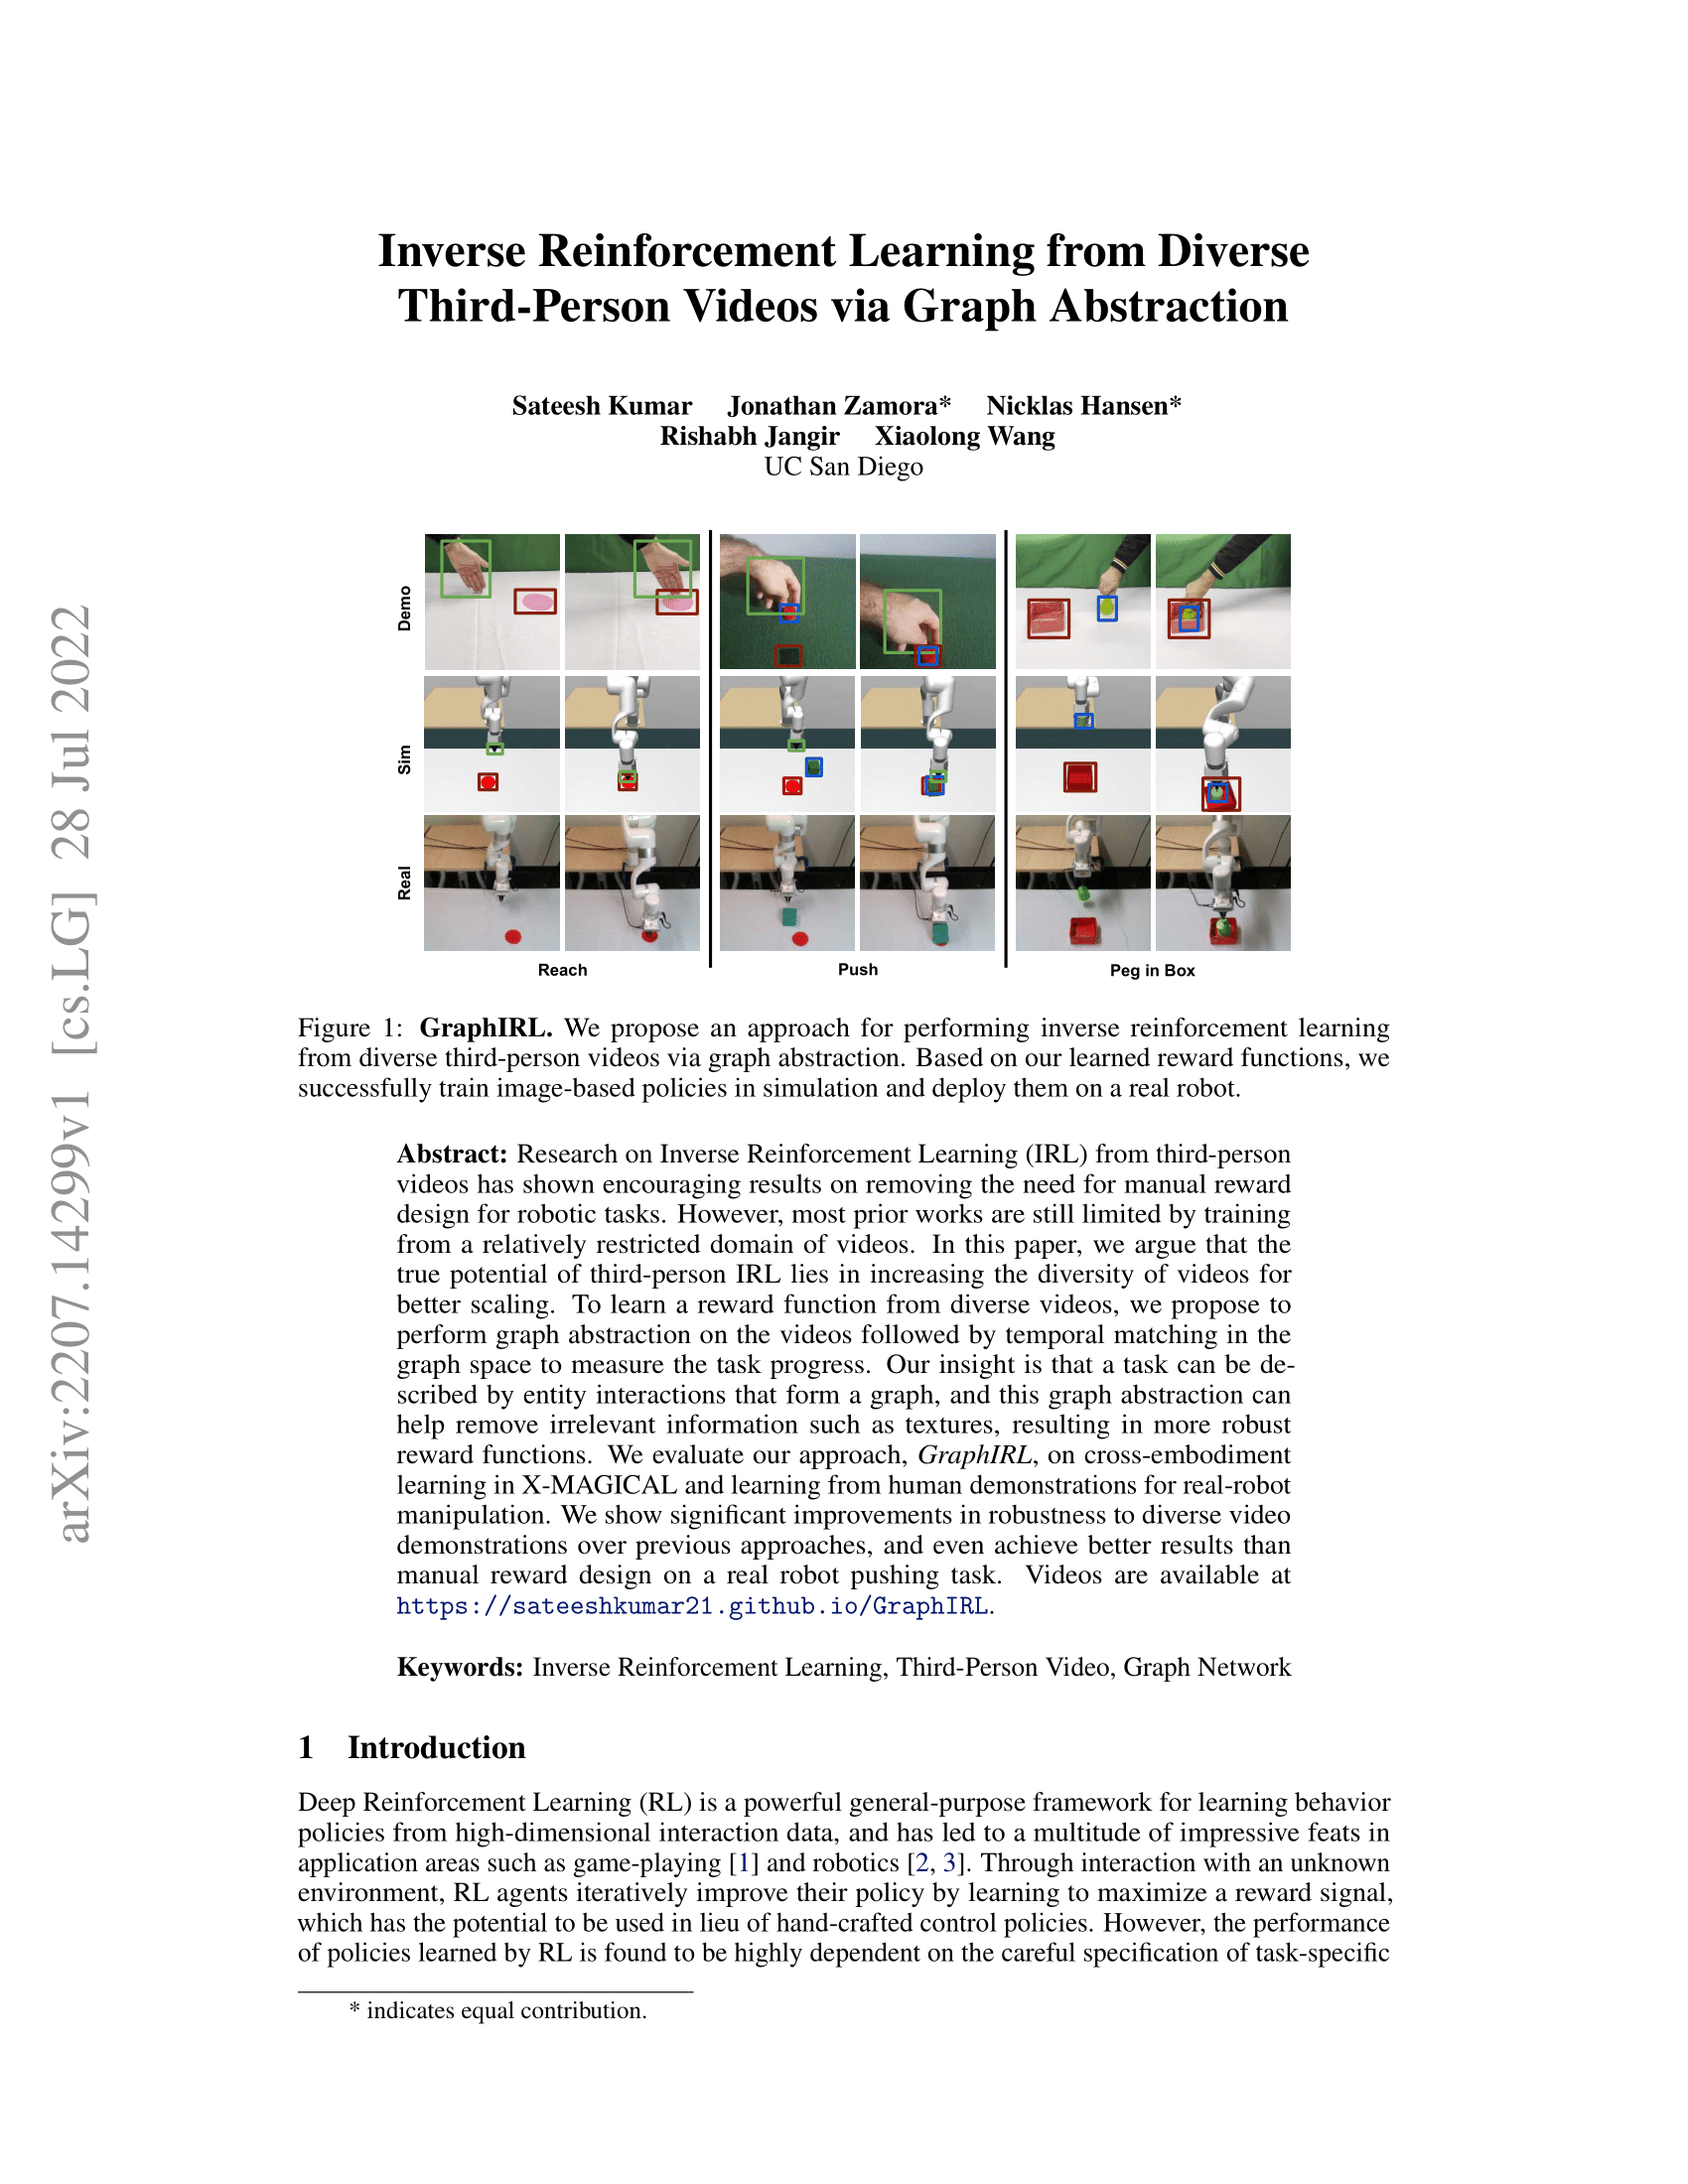 Inverse Reinforcement Learning from Diverse
Third-Person Videos via Graph Abstraction
Sateesh Kumar Jonathan Zamora* Nicklas Hansen*
Rishabh Jangir Xiaolong Wang
UC San Diego
Demo
Sim
Real
Reach Push Peg in Box
Figure 1: GraphIRL. We propose an approach for performing inverse reinforcement learning
from diverse third-person videos via graph abstraction. Based on our learned reward functions, we
successfully train image-based policies in simulation and deploy them on a real robot.
Abstract: Research on Inverse Reinforcement Learning (IRL) from third-person
videos has shown encouraging results on removing the need for manual reward
design for robotic tasks. However, most prior works are still limited by training
from a relatively restricted domain of videos. In this paper, we argue that the
true potential of third-person IRL lies in increasing the diversity of videos for
better scaling. To learn a reward function from diverse videos, we propose to
perform graph abstraction on the videos followed by temporal matching in the
graph space to measure the task progress. Our insight is that a task can be de-
scribed by entity interactions that form a graph, and this graph abstraction can
help remove irrelevant information such as textures, resulting in more robust
reward functions. We evaluate our approach, GraphIRL, on cross-embodiment
learning in X-MAGICAL and learning from human demonstrations for real-robot
manipulation. We show significant improvements in robustness to diverse video
demonstrations over previous approaches, and even achieve better results than
manual reward design on a real robot pushing task. Videos are available at
https://sateeshkumar21.github.io/GraphIRL.
Keywords: Inverse Reinforcement Learning, Third-Person Video, Graph Network
1 Introduction
Deep Reinforcement Learning (RL) is a powerful general-purpose framework for learning behavior
policies from high-dimensional interaction data, and has led to a multitude of impressive feats in
application areas such as game-playing [1] and robotics [2, 3]. Through interaction with an unknown
environment, RL agents iteratively improve their policy by learning to maximize a reward signal,
which has the potential to be used in lieu of hand-crafted control policies. However, the performance
of policies learned by RL is found to be highly dependent on the careful specification of task-specific
* indicates equal contribution.
arXiv:2207.14299v1 [cs.LG] 28 Jul 2022